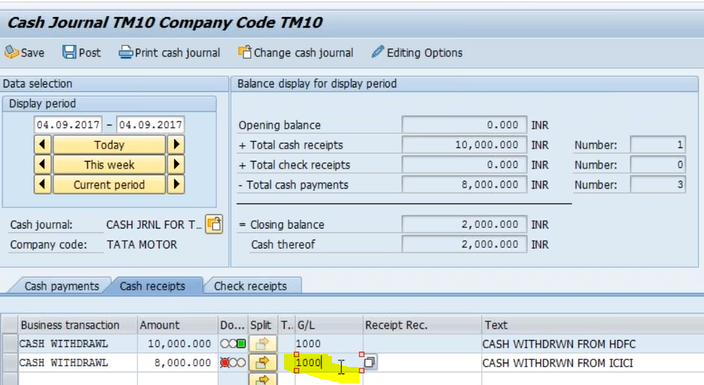 Cash Journal TM10 Company Code TM10
Save Post Print cash journal Change cash journal Editing Options
Data selection
Display period
04.09.2017 - 04.09.2017
Today
This week
Current period
Cash journal: CASH JRNL FOR T...
Company code: TATA MOTOR
Balance display for display period
Opening balance 0.000 INR
+ Total cash receipts 10,000.000 INR Number: 1
+ Total check receipts 0.000 INR Number: 0
- Total cash payments 8,000.000 INR Number: 3
= Closing balance 2,000.000 INR
Cash thereof 2,000.000 INR
Cash payments Cash receipts Check receipts
Business transaction Amount Do... Split T.. G/L Receipt Rec. Text
CASH WITHDRAWL 10,000.000 1000 CASH WITHDRWN FROM HDFC
CASH WITHDRAWL 8,000.000 1000 CASH WITHDRWN FROM ICICI